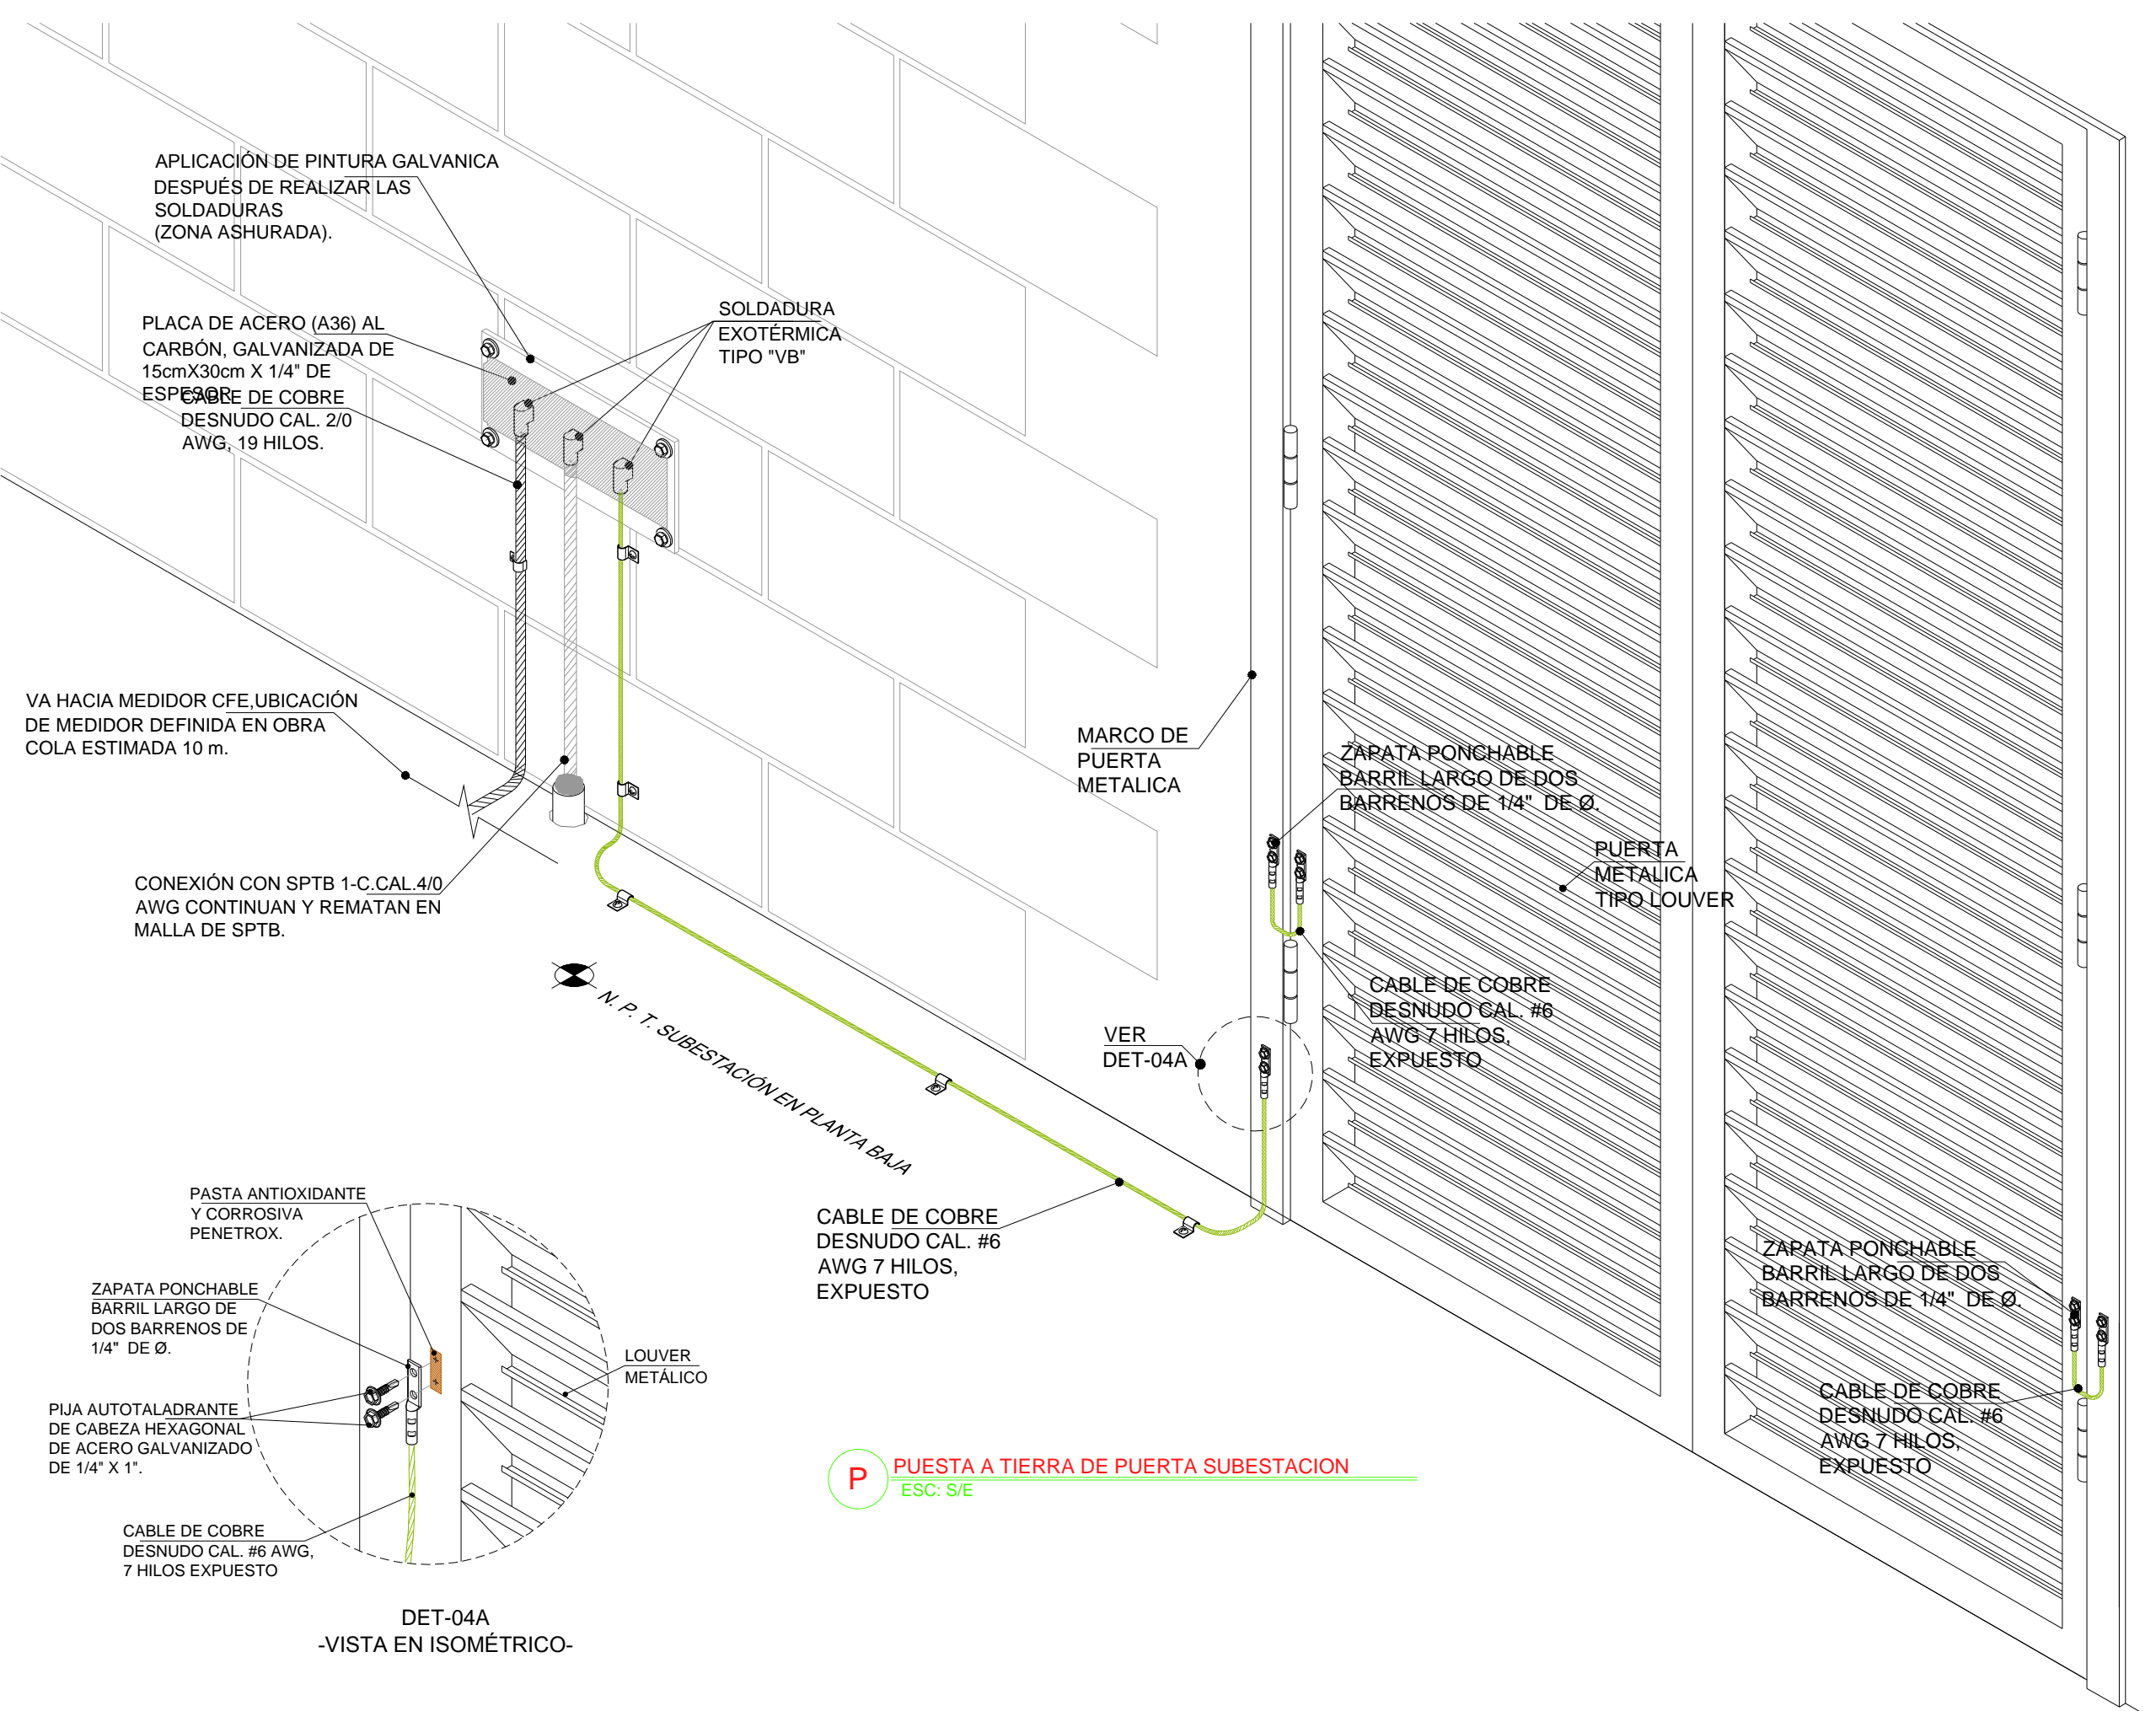 APLICACIÓN DE PINTURA GALVANICA
DESPUÉS DE REALIZAR LAS
SOLDADURAS
(ZONA ASHURADA).
PLACA DE ACERO (A36) AL
CARBÓN, GALVANIZADA DE
15cmX30cm X 1/4" DE
ESPESOR
CABLE DE COBRE
DESNUDO CAL. 2/0
AWG, 19 HILOS.
SOLDADURA
EXOTÉRMICA
TIPO "VB"
VA HACIA MEDIDOR CFE,UBICACIÓN
DE MEDIDOR DEFINIDA EN OBRA
COLA ESTIMADA 10 m.
CONEXIÓN CON SPTB 1-C.CAL.4/0
AWG CONTINUAN Y REMATAN EN
MALLA DE SPTB.
N. P. T. SUBESTACIÓN EN PLANTA BAJA
MARCO DE
PUERTA
METALICA
ZAPATA PONCHABLE
BARRIL LARGO DE DOS
BARRENOS DE 1/4" DE Ø.
PUERTA
METALICA
TIPO LOUVER
CABLE DE COBRE
DESNUDO CAL. #6
AWG 7 HILOS,
EXPUESTO
VER
DET-04A
CABLE DE COBRE
DESNUDO CAL. #6
AWG 7 HILOS,
EXPUESTO
ZAPATA PONCHABLE
BARRIL LARGO DE DOS
BARRENOS DE 1/4" DE Ø.
CABLE DE COBRE
DESNUDO CAL. #6
AWG 7 HILOS,
EXPUESTO
PASTA ANTIOXIDANTE
Y CORROSIVA
PENETROX.
ZAPATA PONCHABLE
BARRIL LARGO DE
DOS BARRENOS DE
1/4" DE Ø.
LOUVER
METÁLICO
PIJA AUTOTALADRANTE
DE CABEZA HEXAGONAL
DE ACERO GALVANIZADO
DE 1/4" X 1".
CABLE DE COBRE
DESNUDO CAL. #6 AWG,
7 HILOS EXPUESTO
DET-04A
-VISTA EN ISOMÉTRICO-
P
PUESTA A TIERRA DE PUERTA SUBESTACION
ESC: S/E